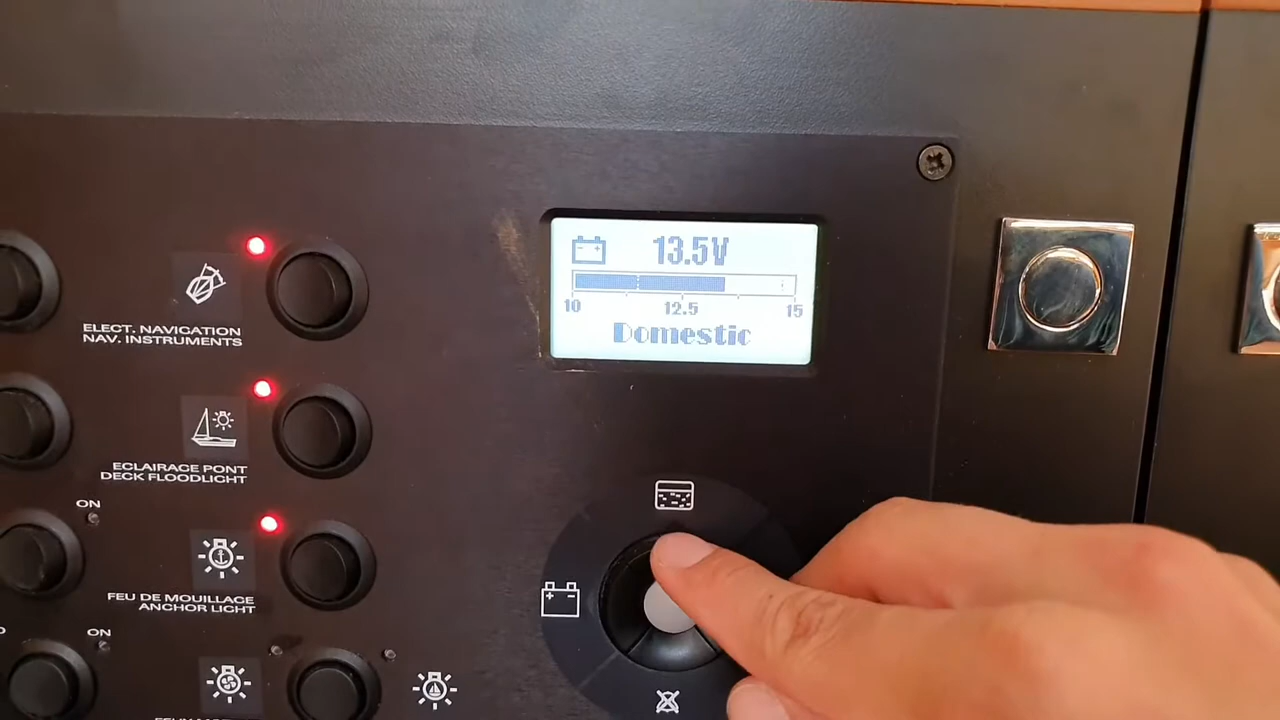 13.5V
10 12.5 15
Domestic
ELECT. NAVIGATION
NAV. INSTRUMENTS
ECLAIRAGE PONT
DECK FLOODLIGHT
ON
FEU DE MOUILLAGE
ANCHOR LIGHT
ON